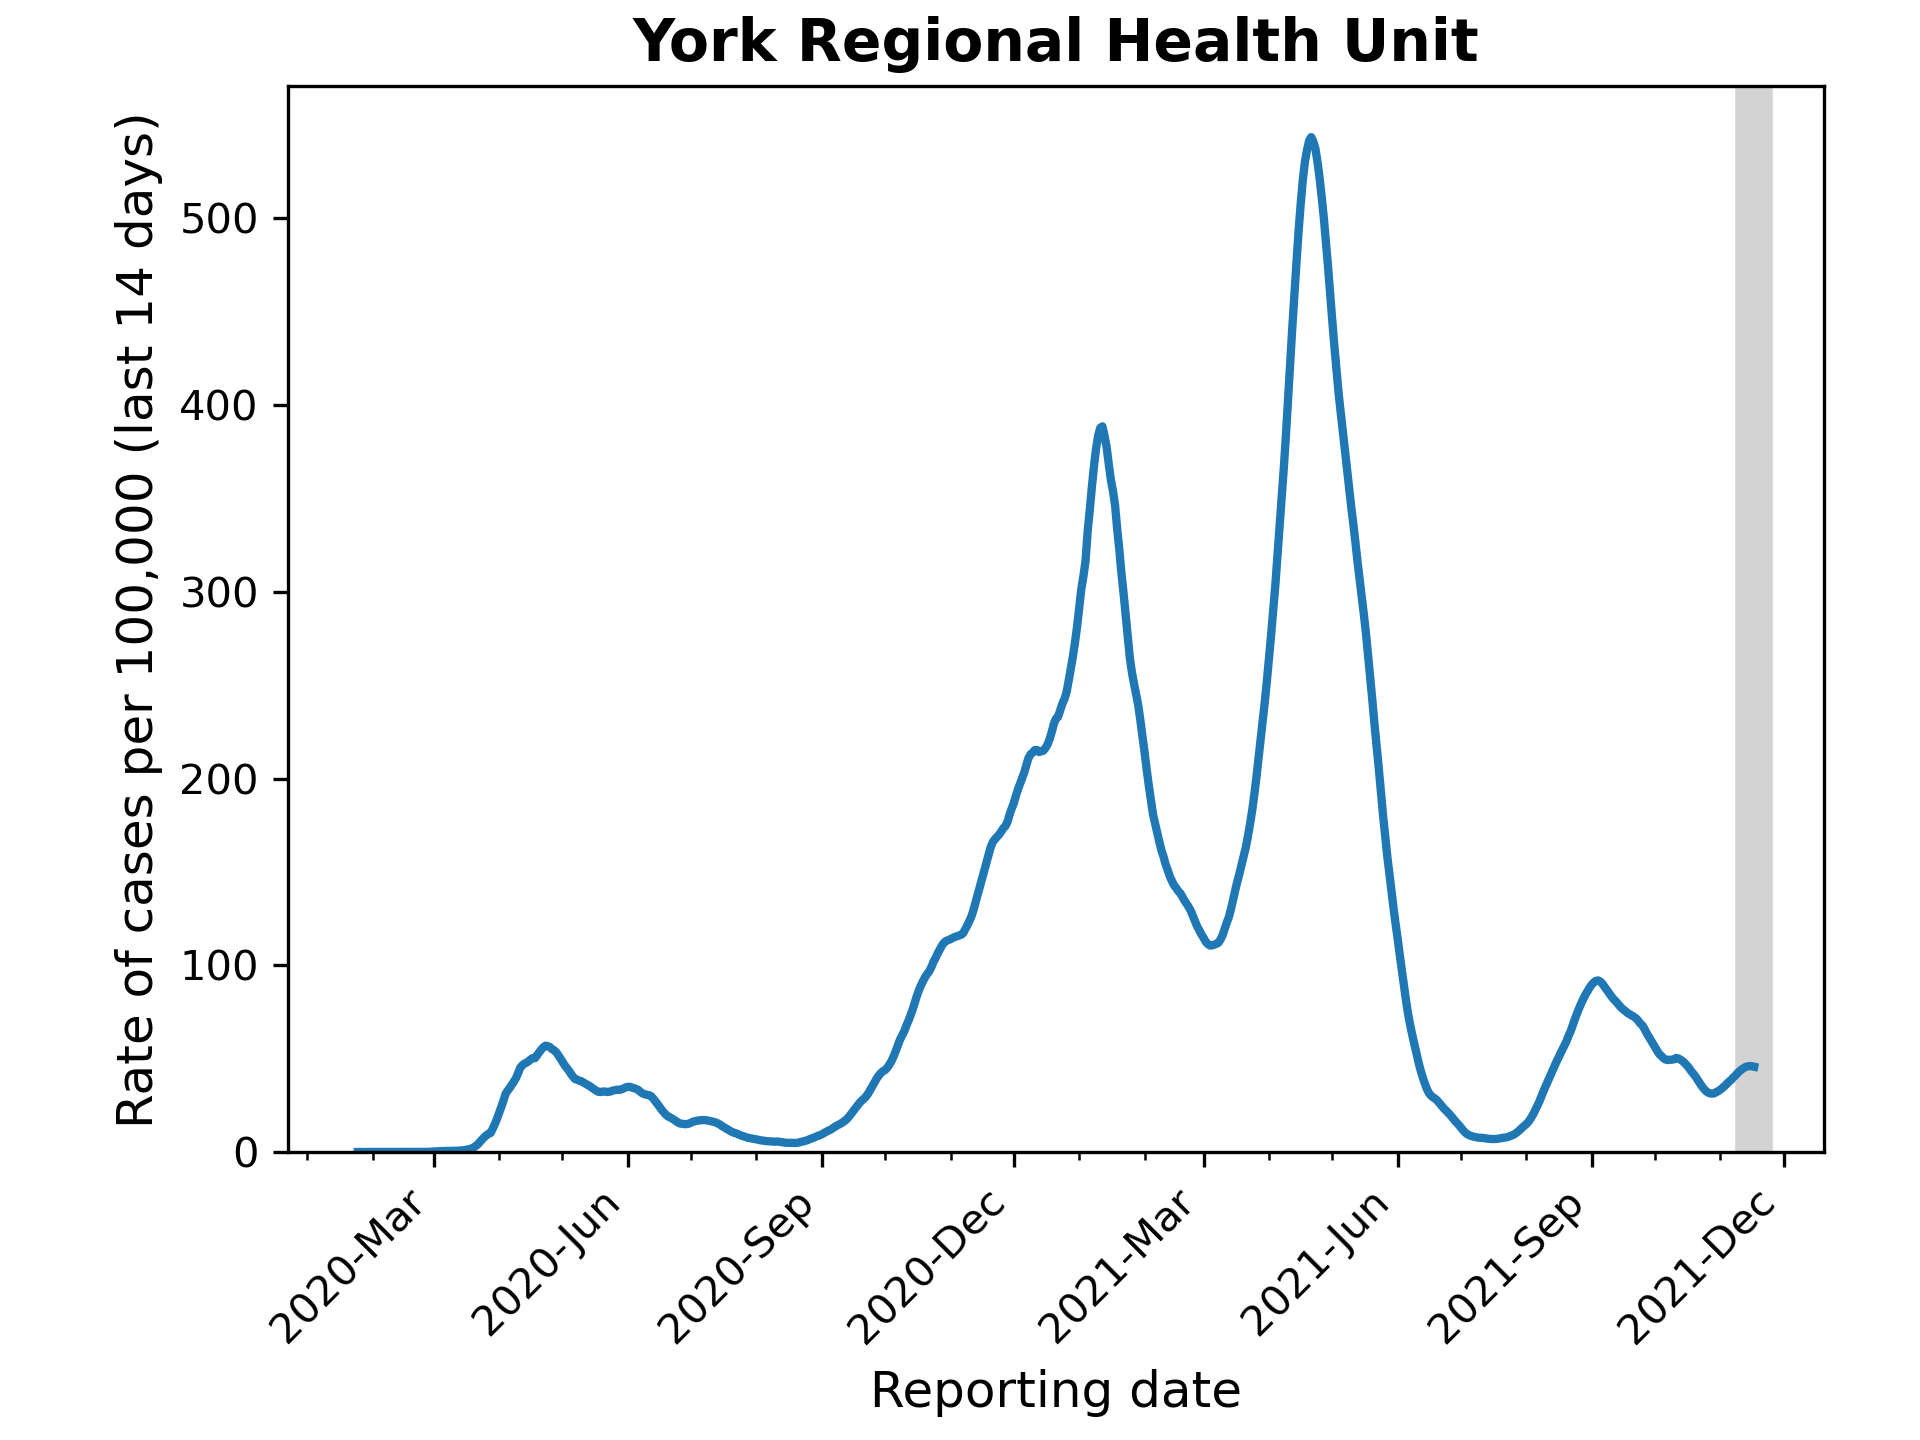 York Regional Health Unit
Rate of cases per 100,000 (last 14 days)
500
400
300
200
100
0
2020-Mar
2020-Jun
2020-Sep
2020-Dec
2021-Mar
2021-Jun
2021-Sep
2021-Dec
Reporting date